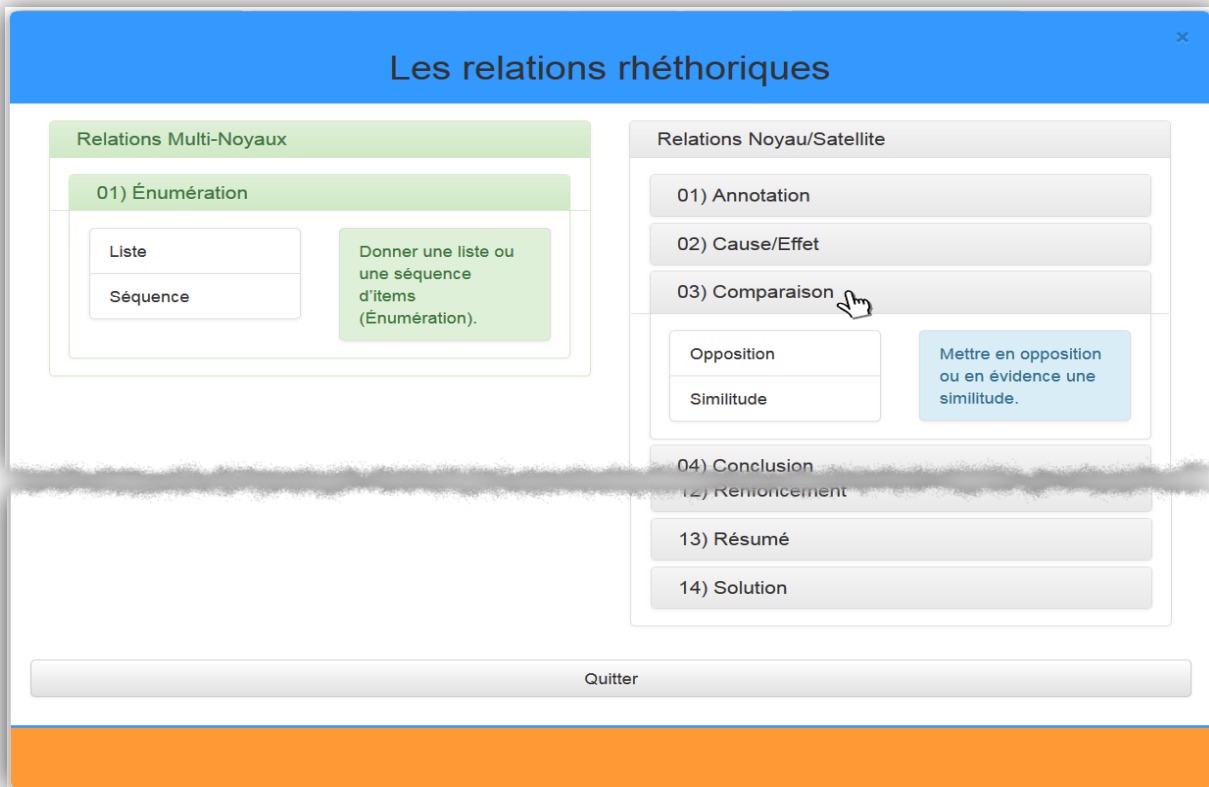 ×
Les relations rhéthoriques
Relations Multi-Noyaux
01) Énumération
Liste
Séquence
Donner une liste ou
une séquence
d'items
(Énumération).
Relations Noyau/Satellite
01) Annotation
02) Cause/Effet
03) Comparaison
Opposition
Similitude
Mettre en opposition
ou en évidence une
similitude.
04) Conclusion
12) Renforcement
13) Résumé
14) Solution
Quitter